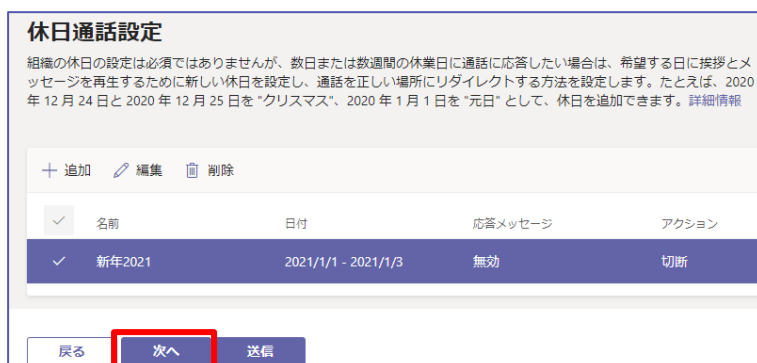 休日通話設定
組織の休日の設定は必須ではありませんが、数日または数週間の休業日に通話に応答したい場合は、希望する日に挨拶とメ
ッセージを再生するために新しい休日を設定し、通話を正しい場所にリダイレクトする方法を設定します。たとえば、2020
年 12 月 24 日と 2020 年 12 月 25 日を "クリスマス"、2020 年 1 月 1 日を "元日" として、休日を追加できます。詳細情報
追加 編集 削除
名前 日付 応答メッセージ アクション
新年2021 2021/1/1 - 2021/1/3 無効 切断
戻る 次へ 送信